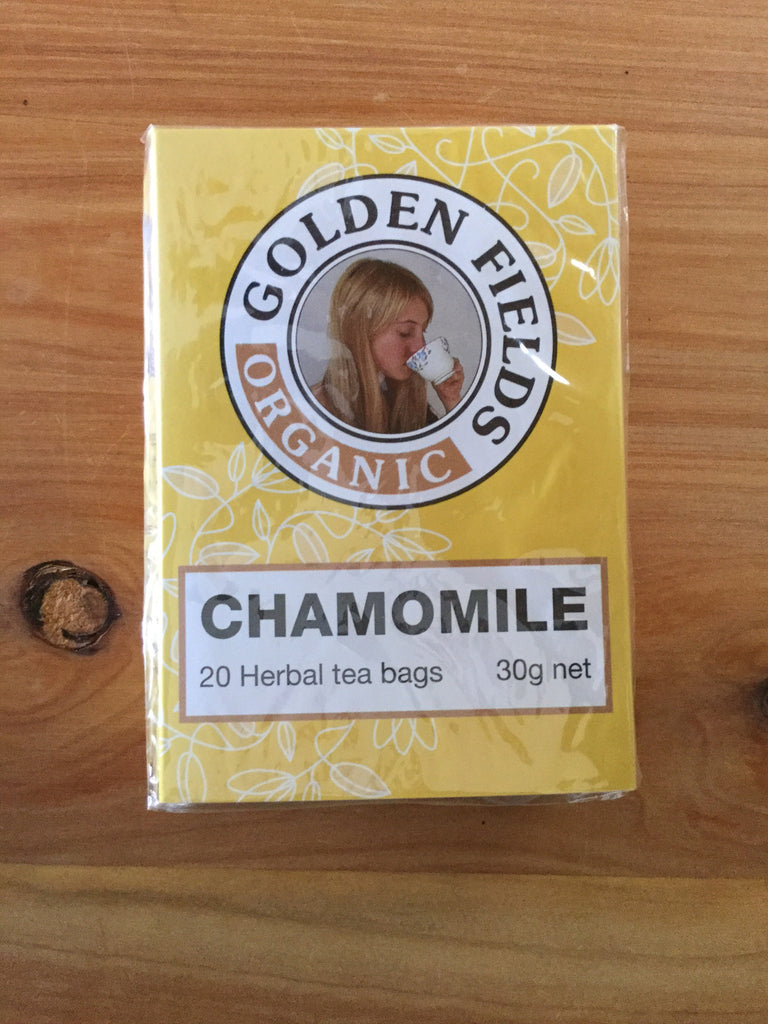 GOLDEN FIELDS
ORGANIC
CHAMOMILE
20 Herbal tea bags 30g net